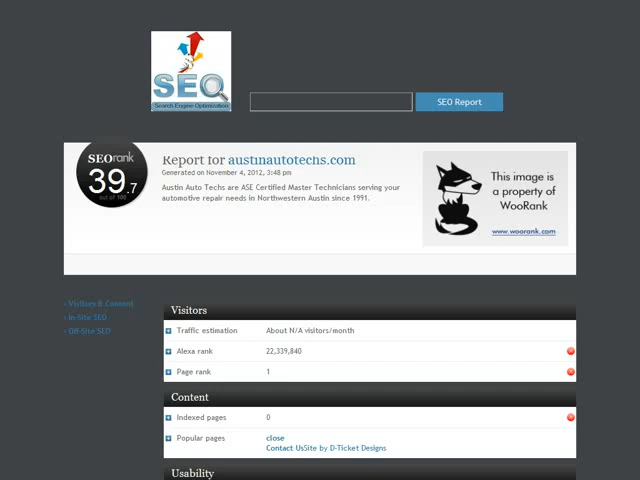 SEO
Search Engine Optimization
SEO Report
SEOrank
39.7
out of 100
Report for austinautotechs.com
Generated on November 4, 2012, 3:48 pm
Austin Auto Techs are ASE Certified Master Technicians serving your
automotive repair needs in Northwestern Austin since 1991.
This image is
a property of
WooRank
www.woorank.com
› Visitors & Content
› In-Site SEO
› Off-Site SEO
Visitors
Traffic estimation About N/A visitors/month
Alexa rank 22,339,840
Page rank 1
Content
Indexed pages 0
Popular pages close
Contact UsSite by D-Ticket Designs
Usability